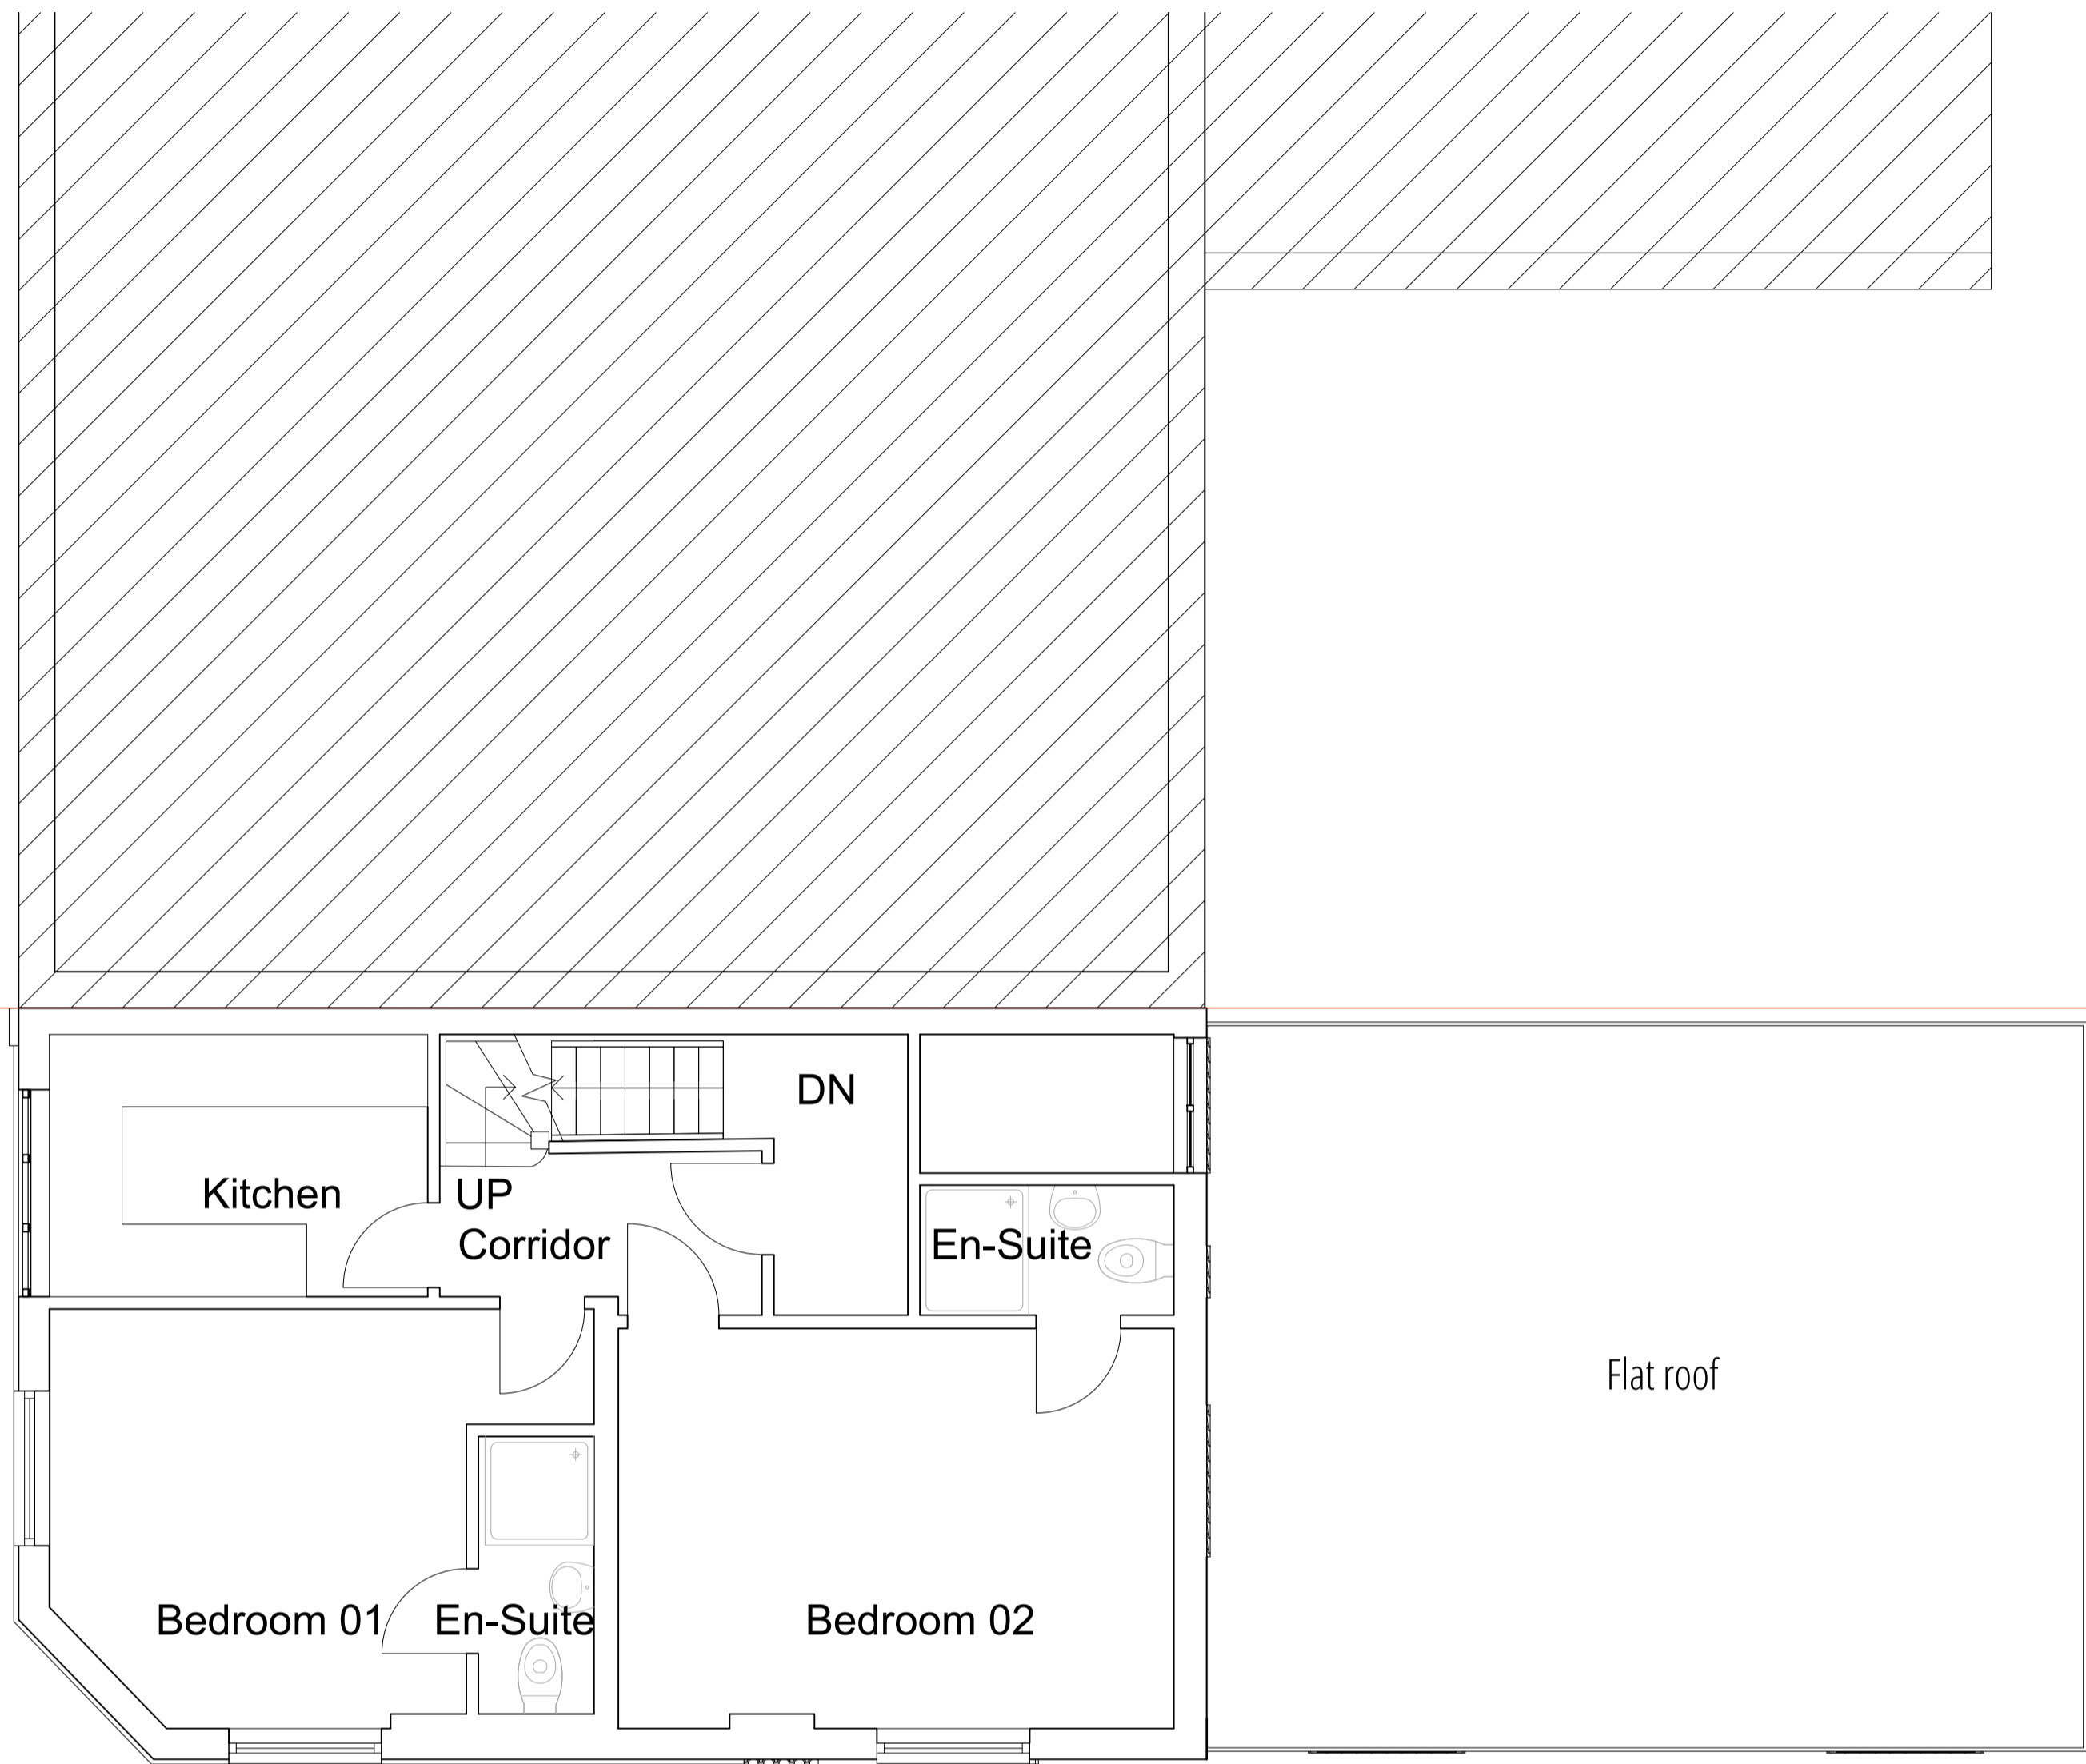 DN
Kitchen
UP
Corridor
En-Suite
Flat roof
Bedroom 01
En-Suite
Bedroom 02